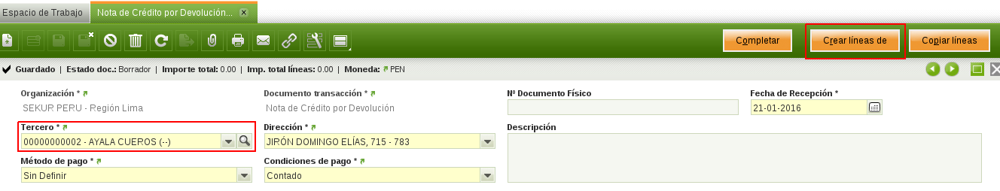 Espacio de Trabajo Nota de Crédito por Devolución... x
Completar Crear líneas de Copiar líneas
Guardado | Estado doc.: Borrador | Importe total: 0.00 | Imp. total líneas: 0.00 | Moneda: PEN
Organización * Documento transacción * Nº Documento Físico Fecha de Recepción *
SEKUR PERU - Región Lima Nota de Crédito por Devolución 21-01-2016
Tercero * Dirección * Descripción
00000000002 - AYALA CUEROS (--) JIRÓN DOMINGO ELÍAS, 715 - 783
Método de pago * Condiciones de pago *
Sin Definir Contado